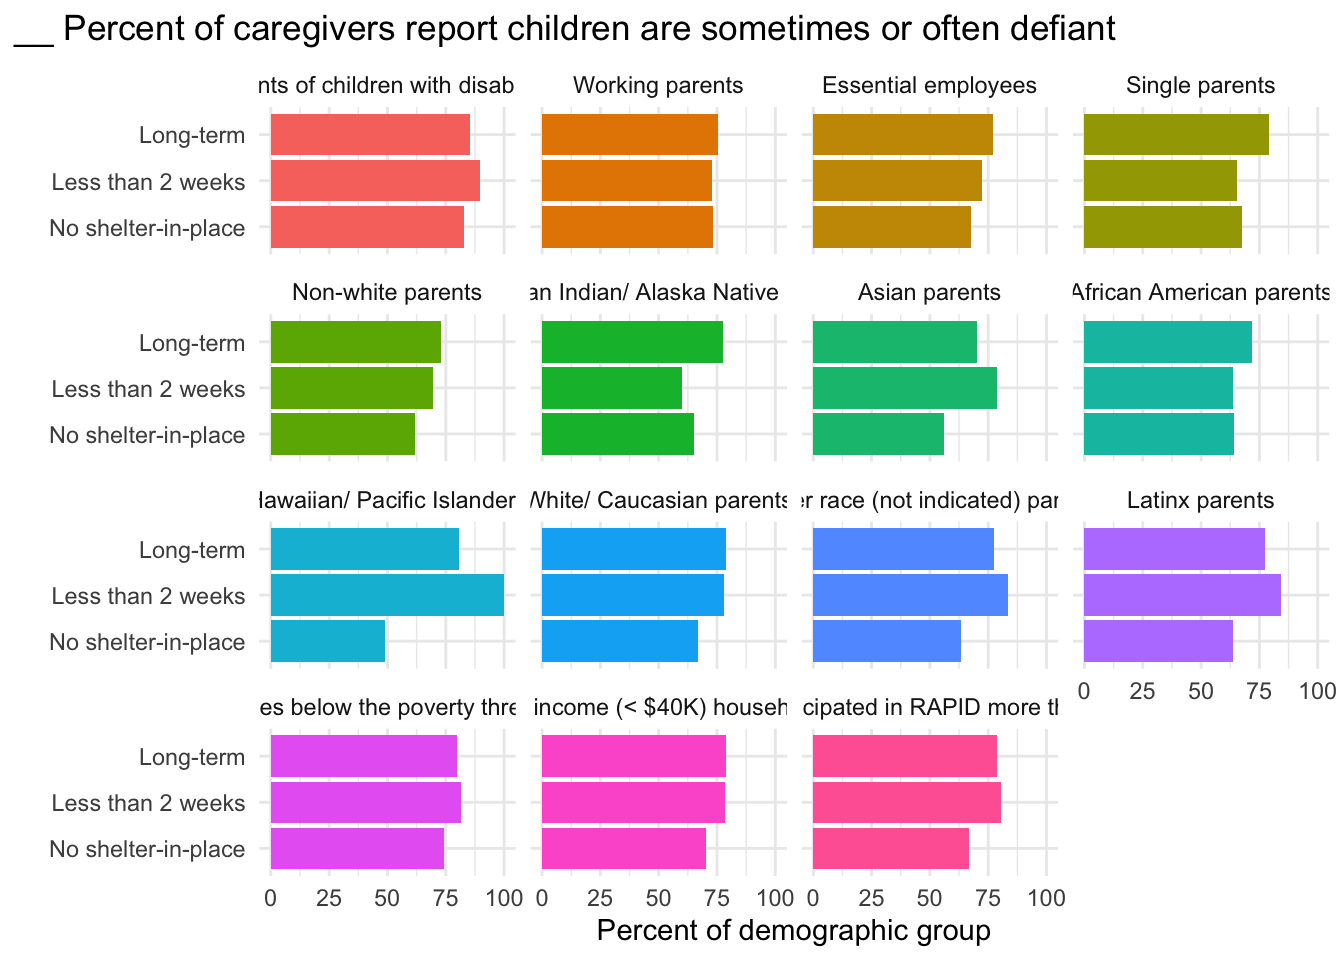 __ Percent of caregivers report children are sometimes or often defiant
nts of children with disab
Working parents
Essential employees
Single parents
Long-term
Less than 2 weeks
No shelter-in-place
Non-white parents
an Indian/ Alaska Native
Asian parents
African American parents
Long-term
Less than 2 weeks
No shelter-in-place
Hawaiian/ Pacific Islander
White/ Caucasian parents
er race (not indicated) par
Latinx parents
Long-term
Less than 2 weeks
No shelter-in-place
0 25 50 75 100
es below the poverty thre
income (< $40K) househ
cipated in RAPID more th
Long-term
Less than 2 weeks
No shelter-in-place
0 25 50 75 100
0 25 50 75 100
0 25 50 75 100
Percent of demographic group